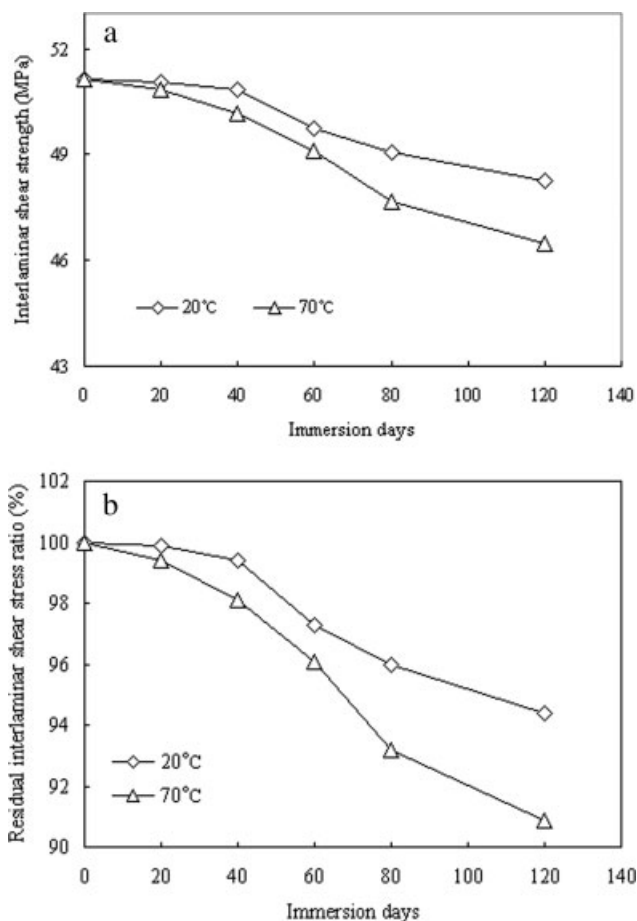 a
Interlaminar shear strength (MPa)
52
49
46
43
20℃ 70℃
0 20 40 60 80 100 120 140
Immersion days
b
Residual interlaminar shear stress ratio (%)
102
100
98
96
94
92
90
20°C
70°C
0 20 40 60 80 100 120 140
Immersion days